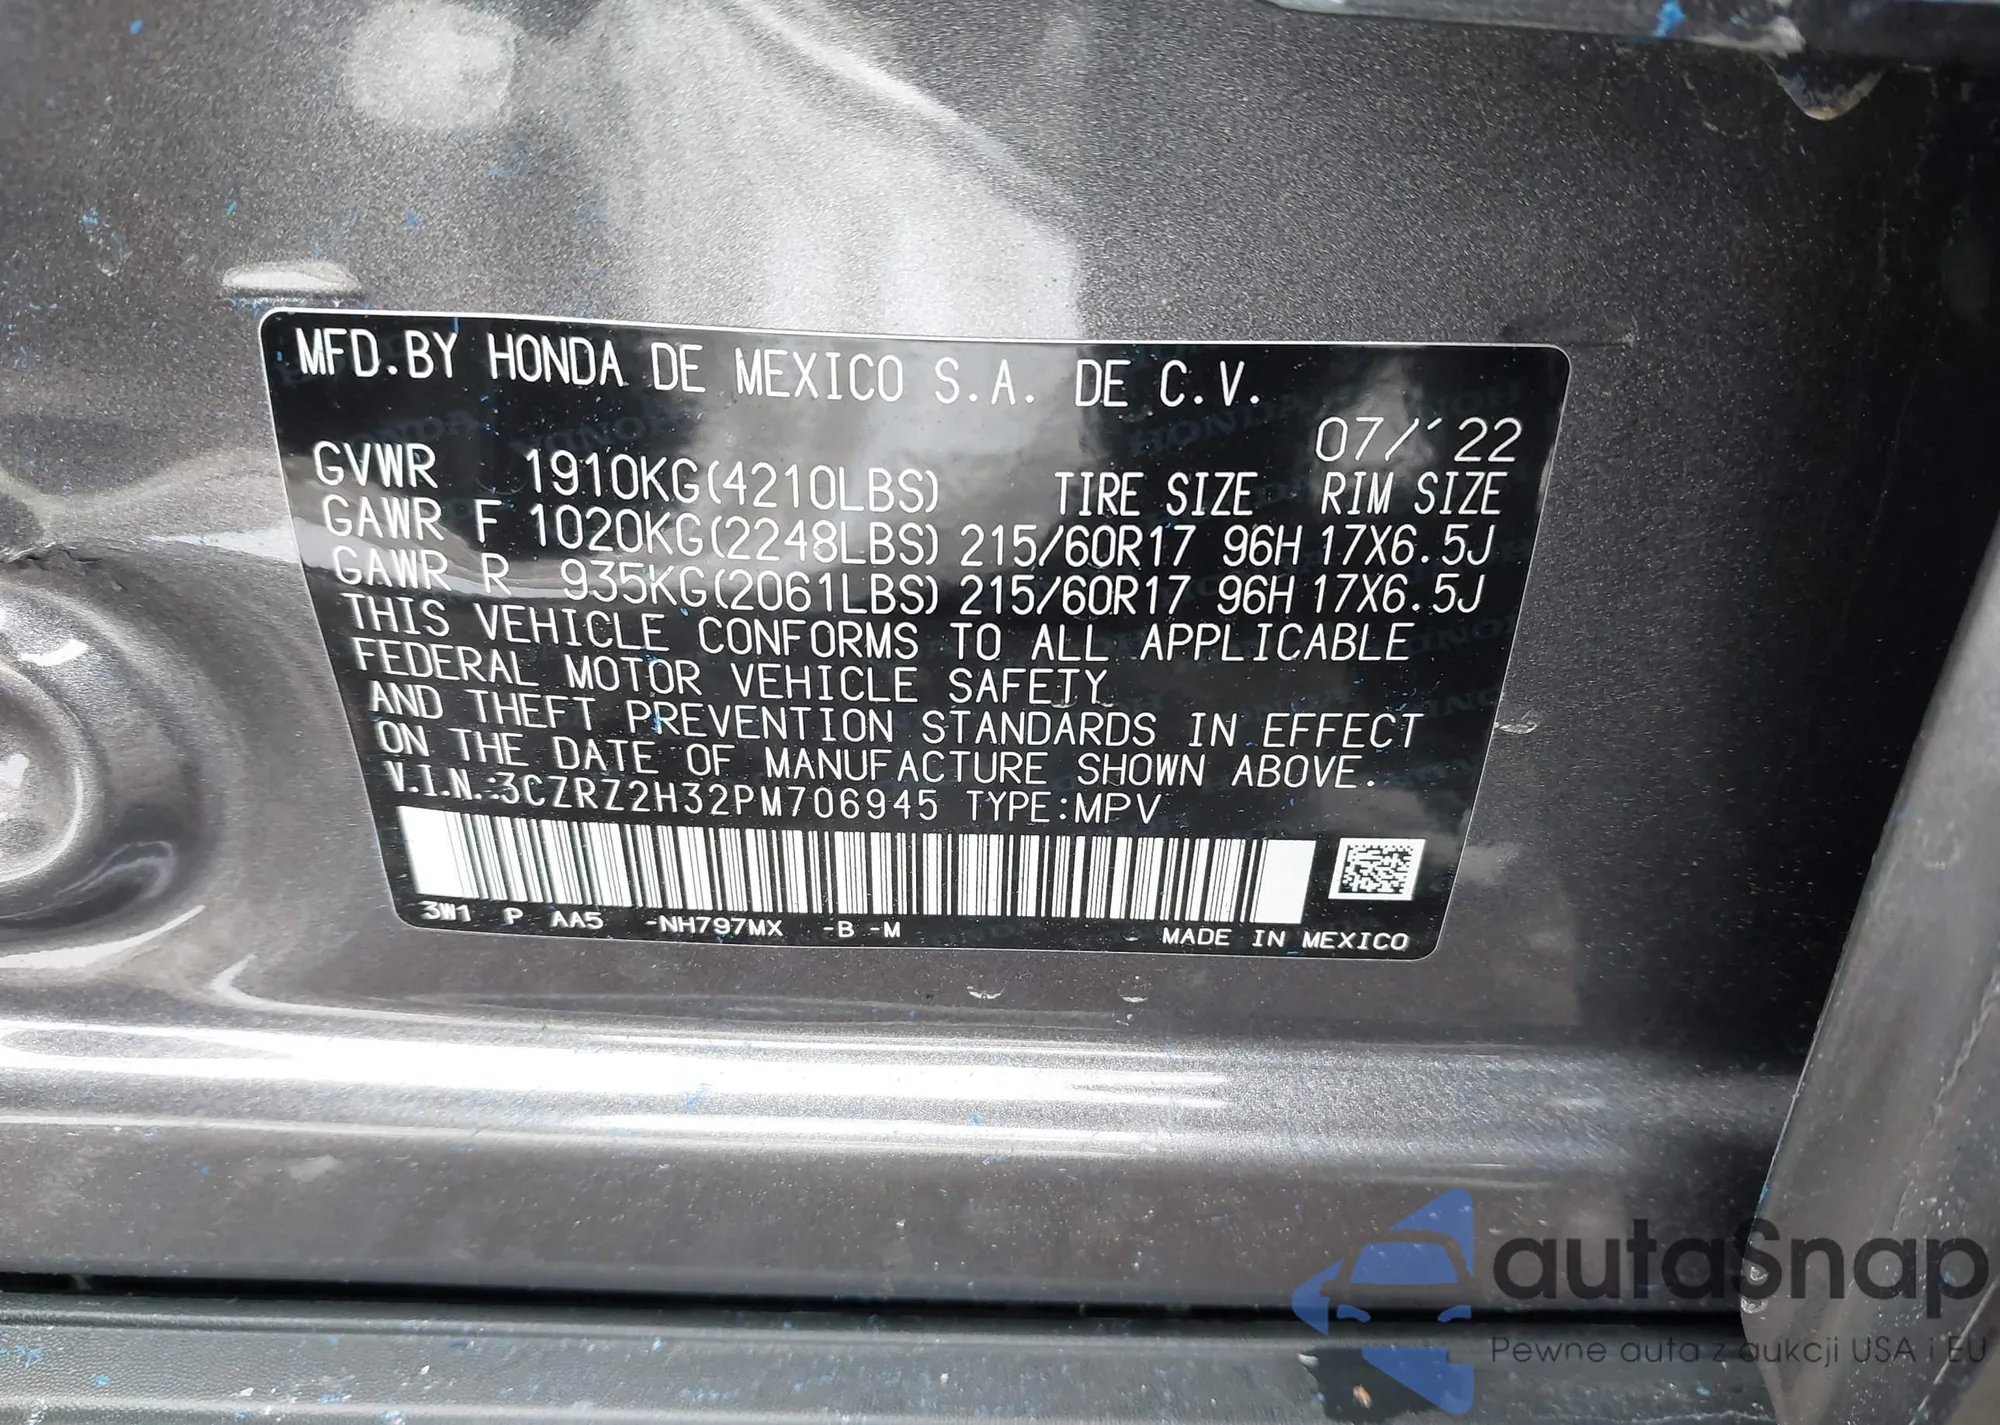 MFD.BY HONDA DE MEXICO S.A. DE C.V.
07/´22
GVWR 1910KG(4210LBS) TIRE SIZE RIM SIZE
GAWR F 1020KG(2248LBS) 215/60R17 96H 17X6.5J
GAWR R 935KG(2061LBS) 215/60R17 96H 17X6.5J
THIS VEHICLE CONFORMS TO ALL APPLICABLE
FEDERAL MOTOR VEHICLE SAFETY
AND THEFT PREVENTION STANDARDS IN EFFECT
ON THE DATE OF MANUFACTURE SHOWN ABOVE.
V.I.N.:3CZRZ2H32PM706945 TYPE:MPV
3W1 P AA5 -NH797MX -B -M MADE IN MEXICO
autaSnap
Pewne auta z aukcji USA i EU